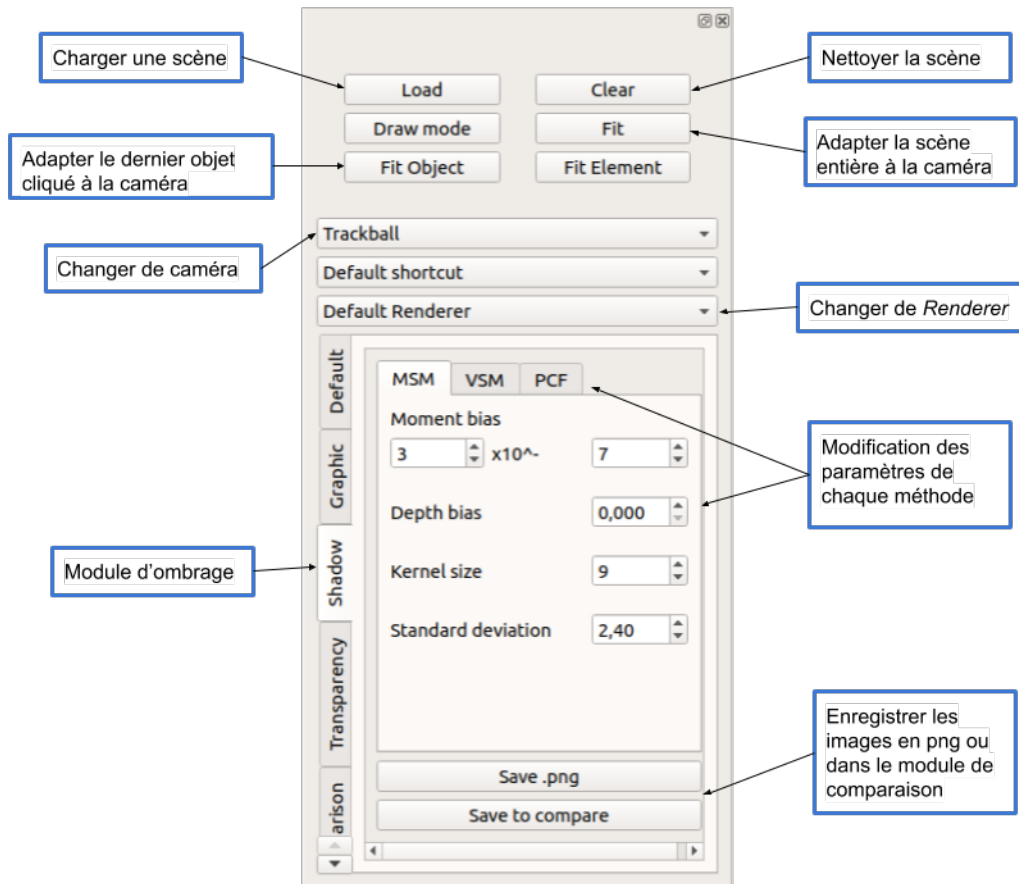 Charger une scène
Nettoyer la scène
Load
Clear
Draw mode
Fit
Adapter le dernier objet
cliqué à la caméra
Adapter la scène
entière à la caméra
Fit Object
Fit Element
Trackball
Changer de caméra
Default shortcut
Default Renderer
Changer de Renderer
Default
Graphic
Shadow
Transparency
arison
MSM
VSM
PCF
Moment bias
3
x10^-
7
Modification des
paramètres de
chaque méthode
Depth bias
0,000
Module d'ombrage
Kernel size
9
Standard deviation
2,40
Enregistrer les
images en png ou
dans le module de
comparaison
Save .png
Save to compare